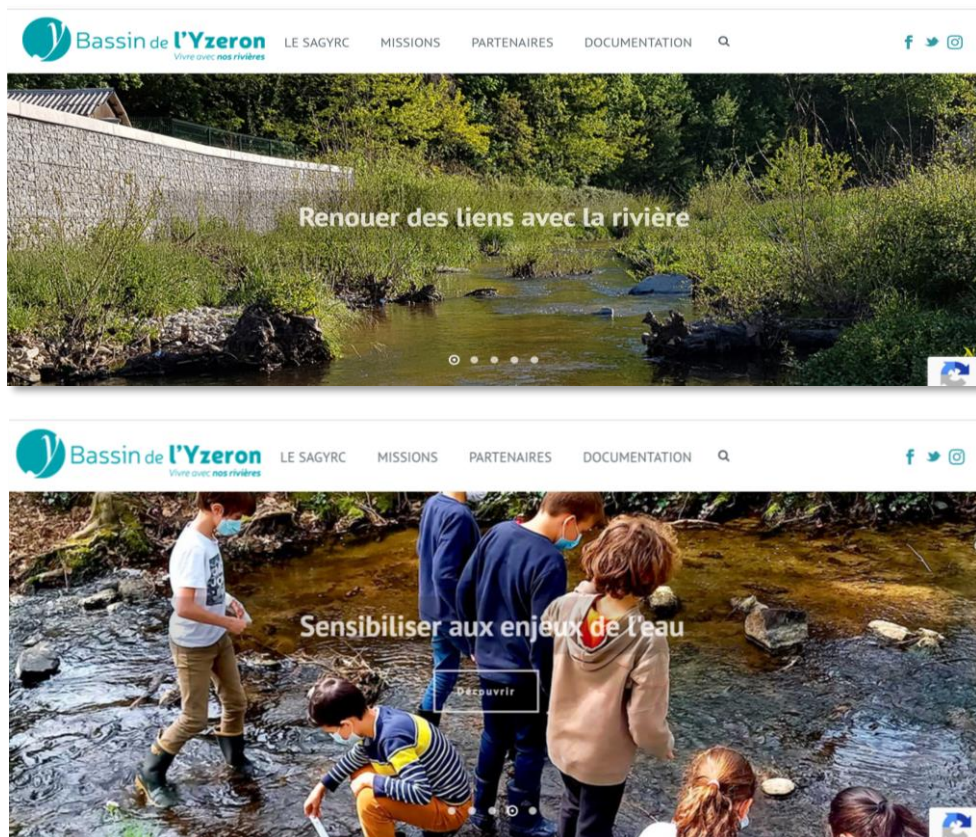 Bassin de l'Yzeron
Vivre avec nos rivières
LE SAGYRC MISSIONS PARTENAIRES DOCUMENTATION
Renouer des liens avec la rivière
Bassin de l'Yzeron
Vivre avec nos rivières
LE SAGYRC MISSIONS PARTENAIRES DOCUMENTATION
Sensibiliser aux enjeux de l'eau
Découvrir